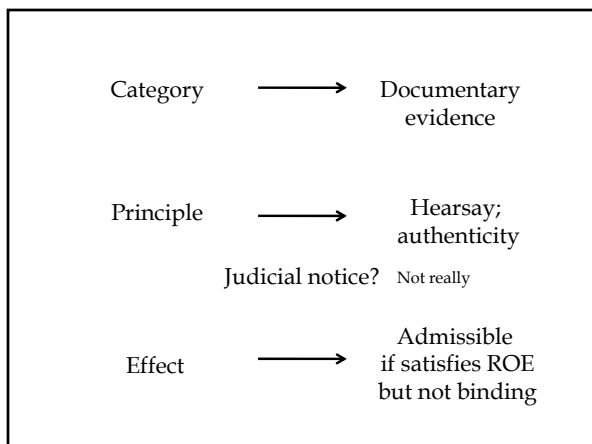 Category
Documentary
evidence
Principle
Hearsay;
authenticity
Judicial notice? Not really
Effect
Admissible
if satisfies ROE
but not binding